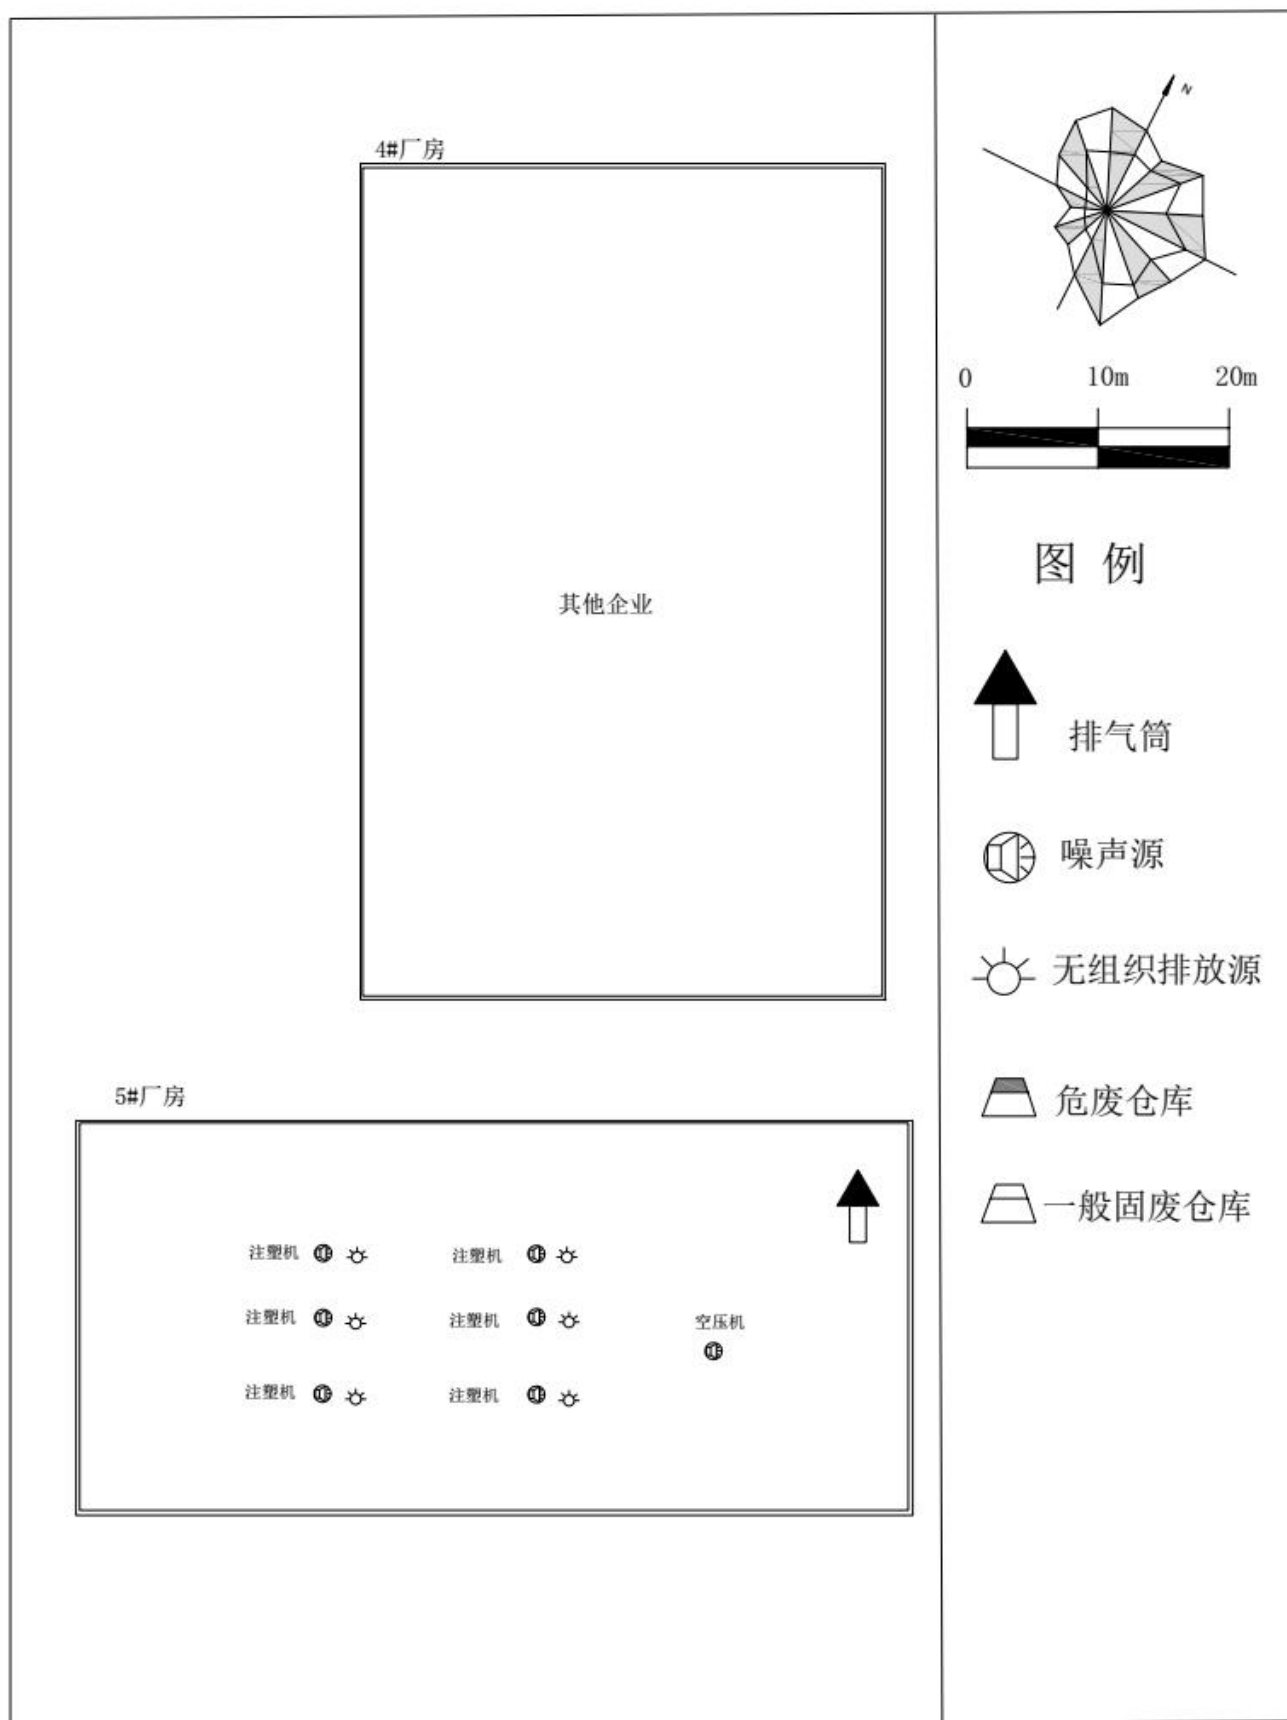 4#厂房
其他企业
5#厂房
注塑机 注塑机
注塑机 注塑机 空压机
注塑机 注塑机
N
0 10m 20m
图 例
排气筒
噪声源
无组织排放源
危废仓库
一般固废仓库